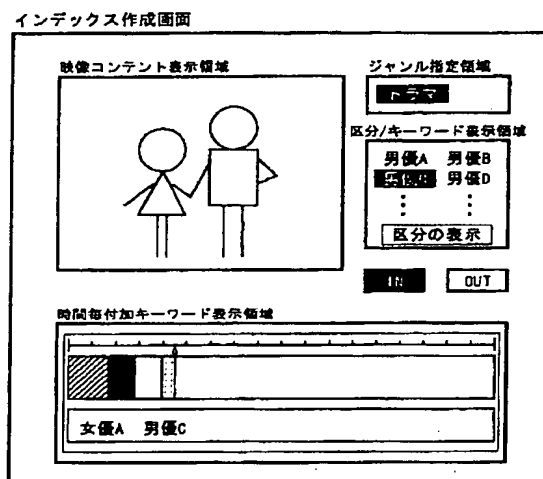 インデックス作成画面
映像コンテント表示領域
ジャンル指定領域
ドラマ
区分/キーワード表示領域
男優A 男優B
男優D
区分の表示
IN OUT
時間毎付加キーワード表示領域
女優A 男優C